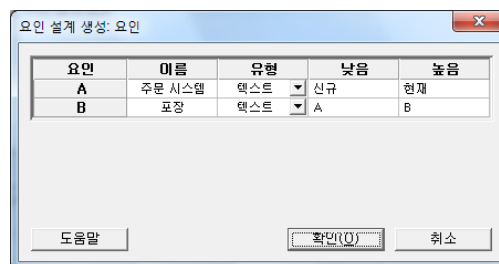 요인 설계 생성: 요인
요인 이름 유형 낮음 높음
A 주문 시스템 텍스트 신규 현재
B 포장 텍스트 A B
도움말 확인(O) 취소